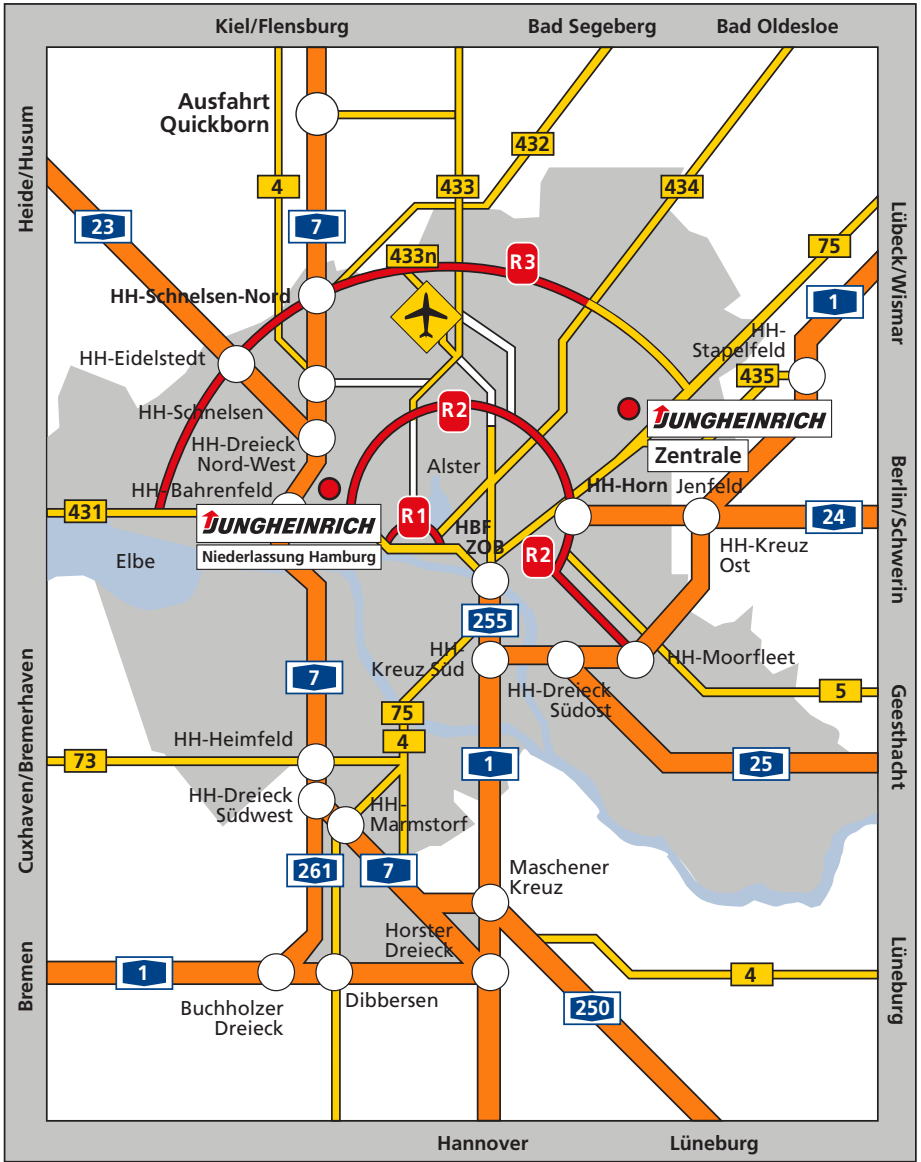 Kiel/Flensburg
Bad Segeberg
Bad Oldesloe
Heide/Husum
Cuxhaven/Bremerhaven
Bremen
Lübeck/Wismar
Berlin/Schwerin
Geesthacht
Lüneburg
Ausfahrt
Quickborn
432
4
433
434
23
7
433n
R3
75
1
HH-Schnelsen-Nord
HH-
Stapelfeld
HH-Eidelstedt
435
HH-Schnelsen
R2
JUNGHEINRICH
Zentrale
HH-Dreieck
Nord-West
Alster
HH-Bahrenfeld
HH-Horn
Jenfeld
431
JUNGHEINRICH
Niederlassung Hamburg
R1
HBF
ZOB
24
Elbe
R2
HH-Kreuz
Ost
255
HH-
Kreuz Süd
HH-Moorfleet
7
HH-Dreieck
Südost
5
75
4
HH-Heimfeld
73
1
25
HH-Dreieck
Südwest
HH-
Marmstorf
261
7
Maschener
Kreuz
Horster
Dreieck
1
4
Buchholzer
Dreieck
Dibbersen
250
Hannover
Lüneburg